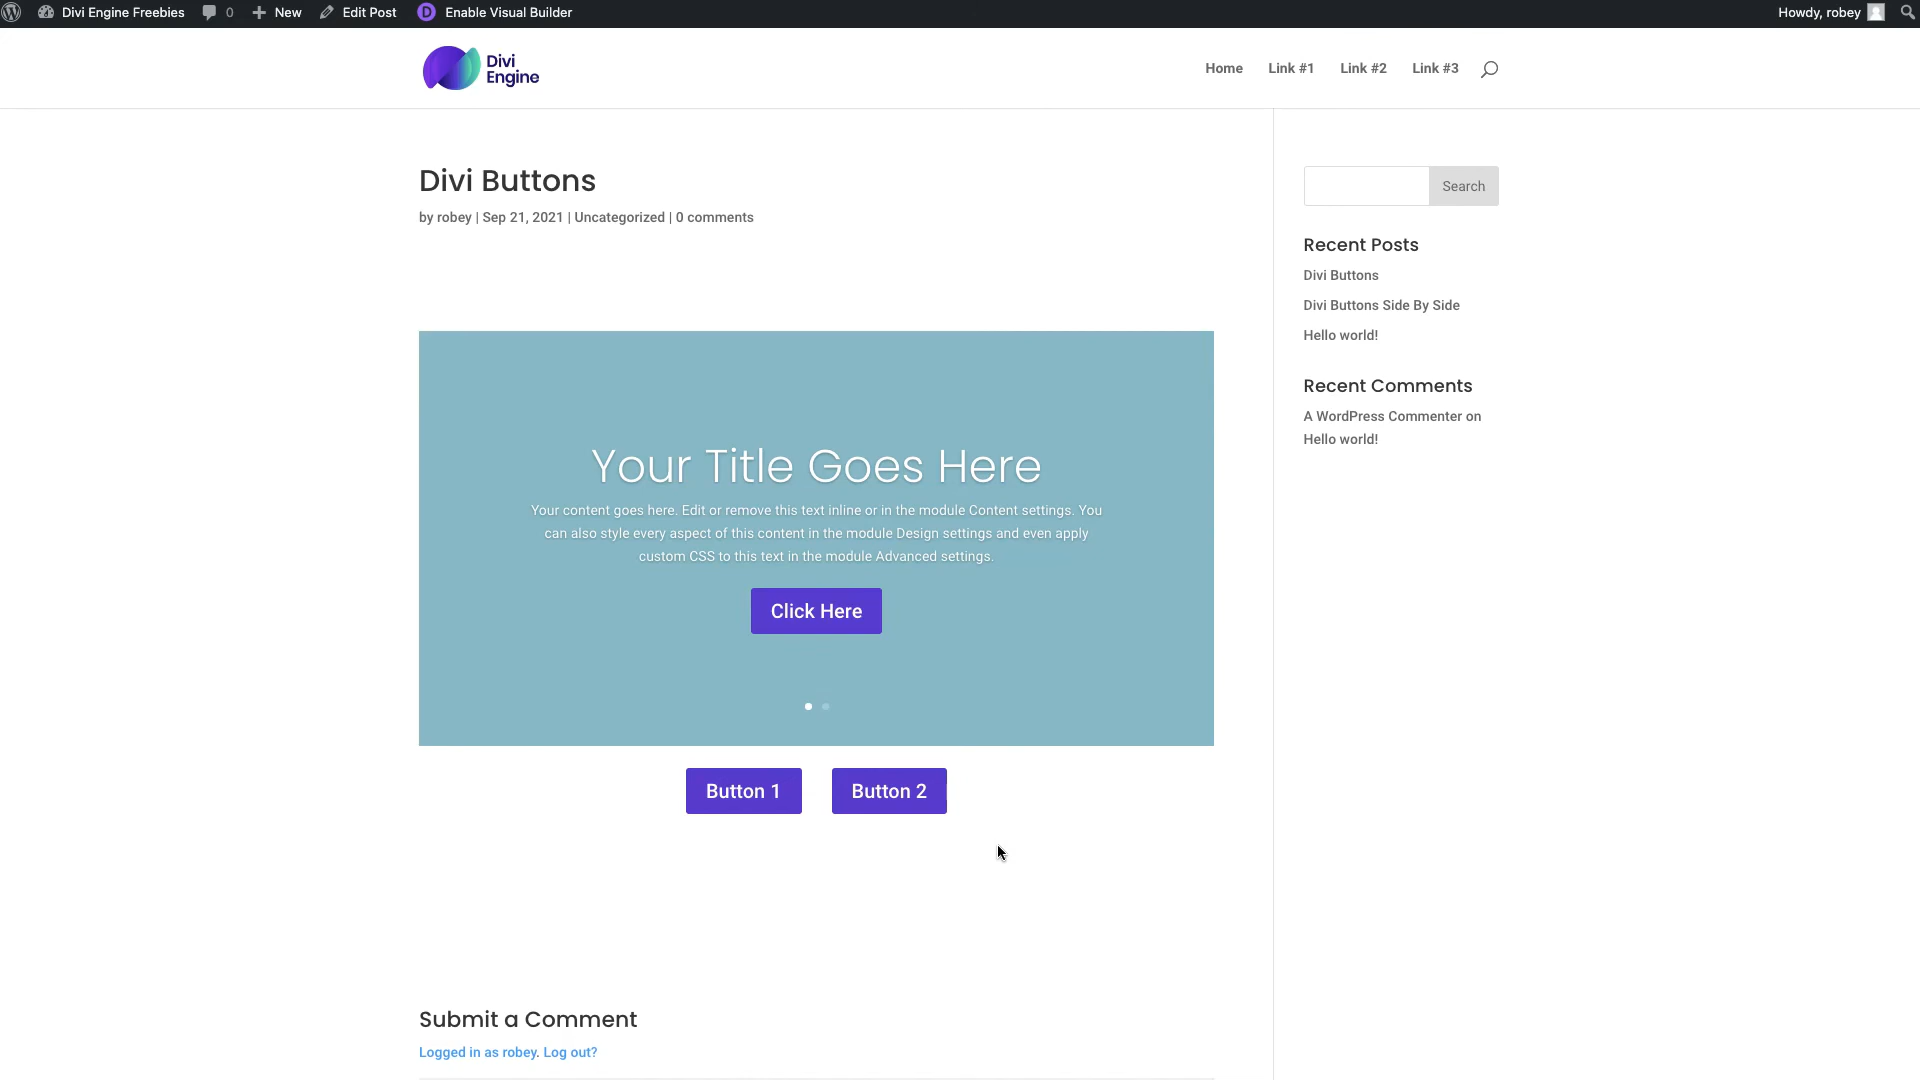 Divi Engine Freebies 0 New Edit Post D Enable Visual Builder Howdy, robey
Divi
Engine
Home Link #1 Link #2 Link #3
Divi Buttons
by robey | Sep 21, 2021 | Uncategorized | 0 comments
Your Title Goes Here
Your content goes here. Edit or remove this text inline or in the module Content settings. You
can also style every aspect of this content in the module Design settings and even apply
custom CSS to this text in the module Advanced settings.
Click Here
Button 1 Button 2
Submit a Comment
Logged in as robey. Log out?
Search
Recent Posts
Divi Buttons
Divi Buttons Side By Side
Hello world!
Recent Comments
A WordPress Commenter on
Hello world!